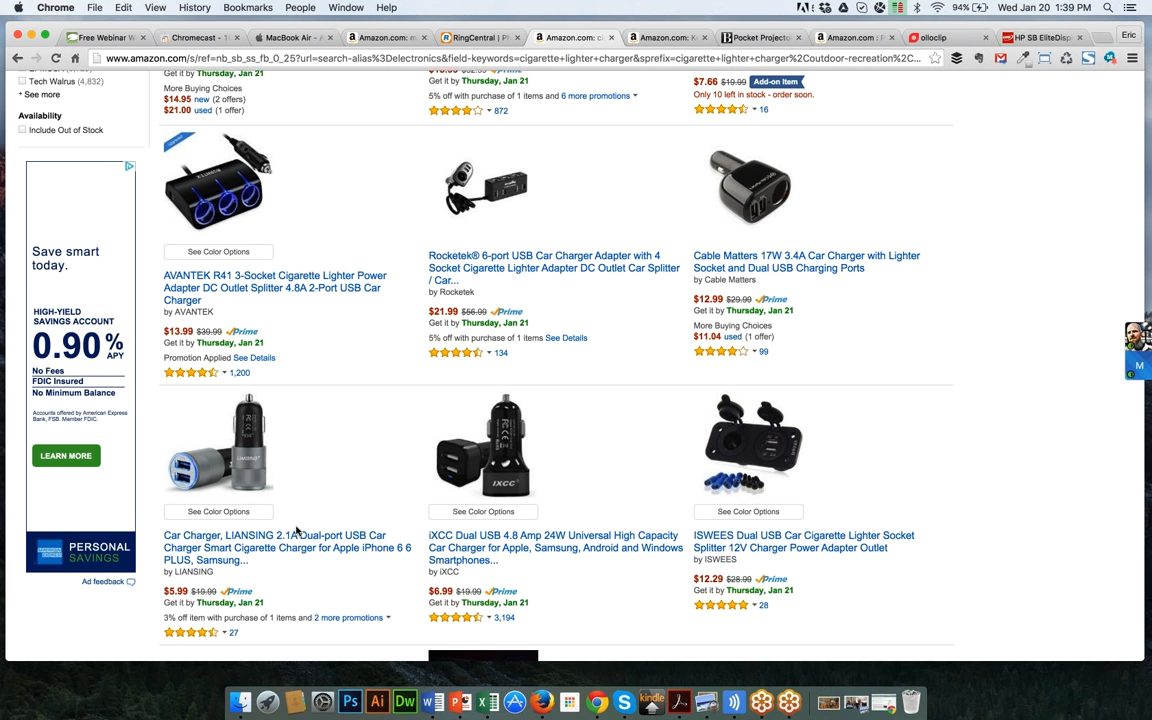 Chrome File Edit View History Bookmarks People Window Help
94% Wed Jan 20 1:39 PM
Free Webinar W
Chromecast - 1
MacBook Air - A
Amazon.com: m
RingCentral | PR
Amazon.com: ci
Amazon.com: K
Pocket Projector
Amazon.com : P
olloclip
HP SB EliteDisp
Eric
www.amazon.com/s/ref=nb_sb_ss_fb_0_25?url=search-alias%3Delectronics&field-keywords=cigarette+lighter+charger&sprefix=cigarette+lighter+charger%2Coutdoor-recreation%2C...
Tech Walrus (4,832)
+ See more
Availability
Include Out of Stock
Get it by Thursday, Jan 21
More Buying Choices
$14.95 new (2 offers)
$21.00 used (1 offer)
Get it by Thursday, Jan 21
5% off with purchase of 1 items and 6 more promotions
872
$7.66 $19.99 Add-on Item
Only 10 left in stock - order soon.
16
Save smart
today.
HIGH-YIELD
SAVINGS ACCOUNT
0.90% APY
No Fees
FDIC Insured
No Minimum Balance
Accounts offered by American Express
Bank, FSB. Member FDIC.
LEARN MORE
AMERICAN EXPRESS
PERSONAL
SAVINGS
Ad feedback
See Color Options
AVANTEK R41 3-Socket Cigarette Lighter Power
Adapter DC Outlet Splitter 4.8A 2-Port USB Car
Charger
by AVANTEK
$13.99 $39.99 Prime
Get it by Thursday, Jan 21
Promotion Applied See Details
1,200
Rocketek® 6-port USB Car Charger Adapter with 4
Socket Cigarette Lighter Adapter DC Outlet Car Splitter
/ Car...
by Rocketek
$21.99 $56.99 Prime
Get it by Thursday, Jan 21
5% off with purchase of 1 items See Details
134
Cable Matters 17W 3.4A Car Charger with Lighter
Socket and Dual USB Charging Ports
by Cable Matters
$12.99 $29.99 Prime
Get it by Thursday, Jan 21
More Buying Choices
$11.04 used (1 offer)
99
See Color Options
Car Charger, LIANSING 2.1A Dual-port USB Car
Charger Smart Cigarette Charger for Apple iPhone 6 6
PLUS, Samsung...
by LIANSING
$5.99 $19.99 Prime
Get it by Thursday, Jan 21
3% off item with purchase of 1 items and 2 more promotions
27
iXCC
See Color Options
iXCC Dual USB 4.8 Amp 24W Universal High Capacity
Car Charger for Apple, Samsung, Android and Windows
Smartphones...
by iXCC
$6.99 $19.99 Prime
Get it by Thursday, Jan 21
3,194
See Color Options
ISWEES Dual USB Car Cigarette Lighter Socket
Splitter 12V Charger Power Adapter Outlet
by ISWEES
$12.29 $28.99 Prime
Get it by Thursday, Jan 21
28
M
Ps Ai Dw kindle